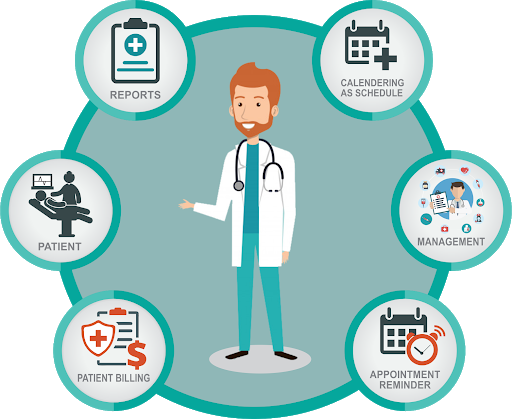 REPORTS
CALENDERING
AS SCHEDULE
PATIENT
MANAGEMENT
PATIENT BILLING
APPOINTMENT
REMINDER